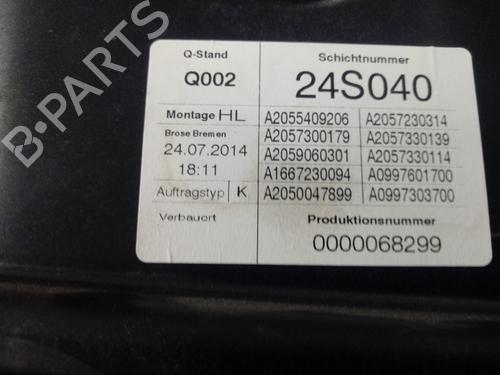 Q-Stand
Schichtnummer
Q002
24S040
Montage HL
A2055409206 A2057230314
Brose Bremen
A2057300179 A2057330139
24.07.2014
A2059060301 A2057330114
18:11
A1667230094 A0997601700
Auftragstyp K
A2050047899 A0997303700
Verbauort
Produktionsnummer
0000068299
B-PARTS